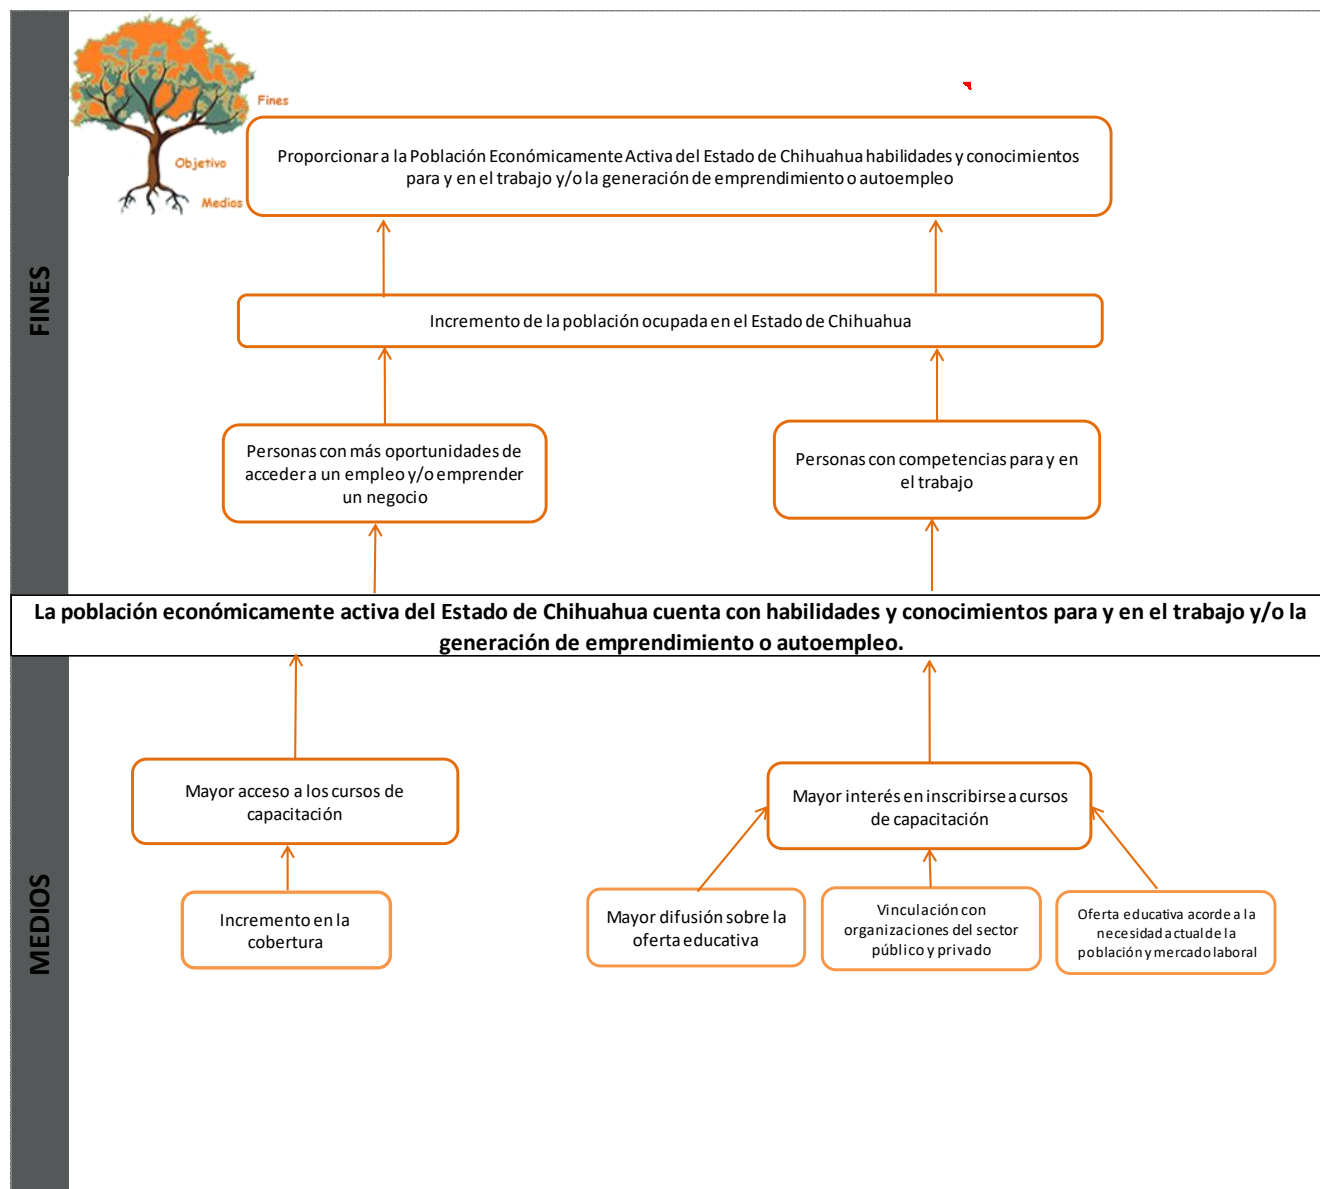 Fines
Objetivo
Medios
FINES
Proporcionar a la Población Económicamente Activa del Estado de Chihuahua habilidades y conocimientos
para y en el trabajo y/o la generación de emprendimiento o autoempleo
Incremento de la población ocupada en el Estado de Chihuahua
Personas con más oportunidades de
acceder a un empleo y/o emprender
un negocio
Personas con competencias para y en
el trabajo
La población económicamente activa del Estado de Chihuahua cuenta con habilidades y conocimientos para y en el trabajo y/o la
generación de emprendimiento o autoempleo.
MEDIOS
Mayor acceso a los cursos de
capacitación
Mayor interés en inscribirse a cursos
de capacitación
Incremento en la
cobertura
Mayor difusión sobre la
oferta educativa
Vinculación con
organizaciones del sector
público y privado
Oferta educativa acorde a la
necesidad actual de la
población y mercado laboral